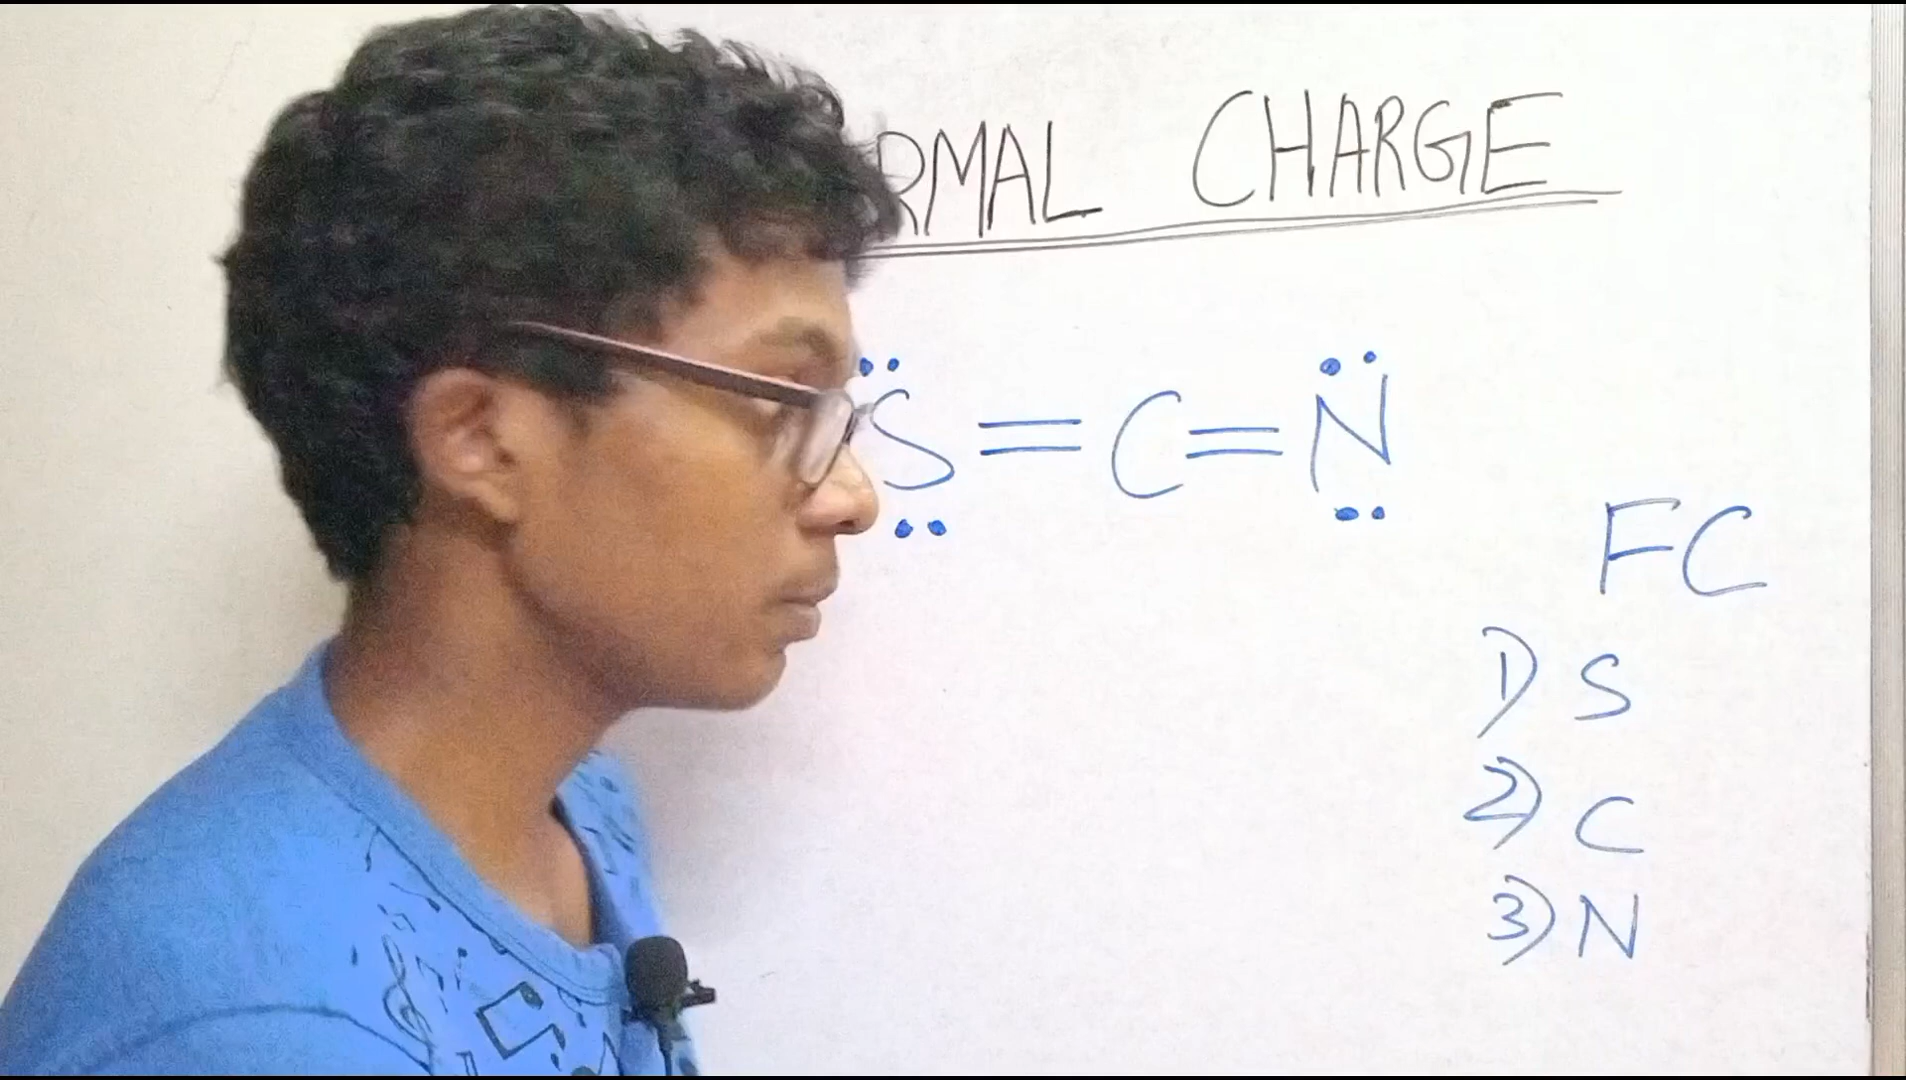 RMAL CHARGE
S=C=N
FC
1) S
2) C
3) N